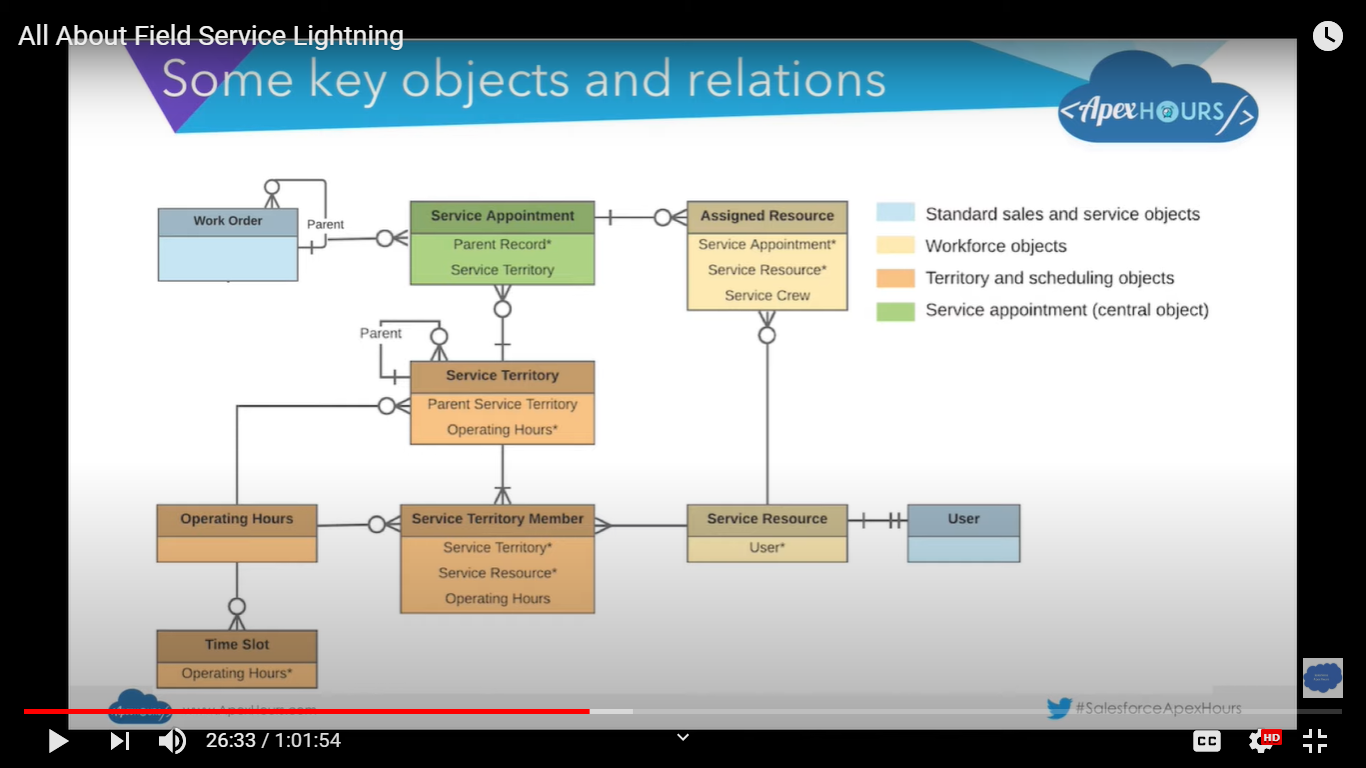 All About Field Service Lightning
Some key objects and relations
<ApexHOURS/>
Work Order
Parent
Service Appointment
Parent Record*
Service Territory
Assigned Resource
Service Appointment*
Service Resource*
Service Crew
Standard sales and service objects
Workforce objects
Territory and scheduling objects
Service appointment (central object)
Parent
Service Territory
Parent Service Territory
Operating Hours*
Operating Hours
Service Territory Member
Service Territory*
Service Resource*
Operating Hours
Service Resource
User*
User
Time Slot
Operating Hours*
www.ApexHours.com
#SalesforceApexHours
26:33 / 1:01:54
CC
HD